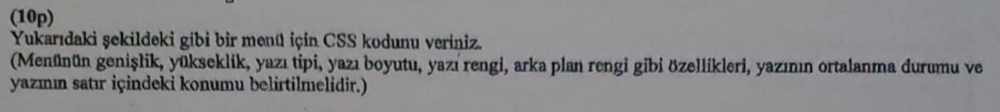 (10p)
Yukarıdaki şekildeki gibi bir menü için CSS kodunu veriniz.
(Menünün genişlik, yükseklik, yazı tipi, yazı boyutu, yazı rengi, arka plan rengi gibi özellikleri, yazının ortalanma durumu ve
yazının satır içindeki konumu belirtilmelidir.)